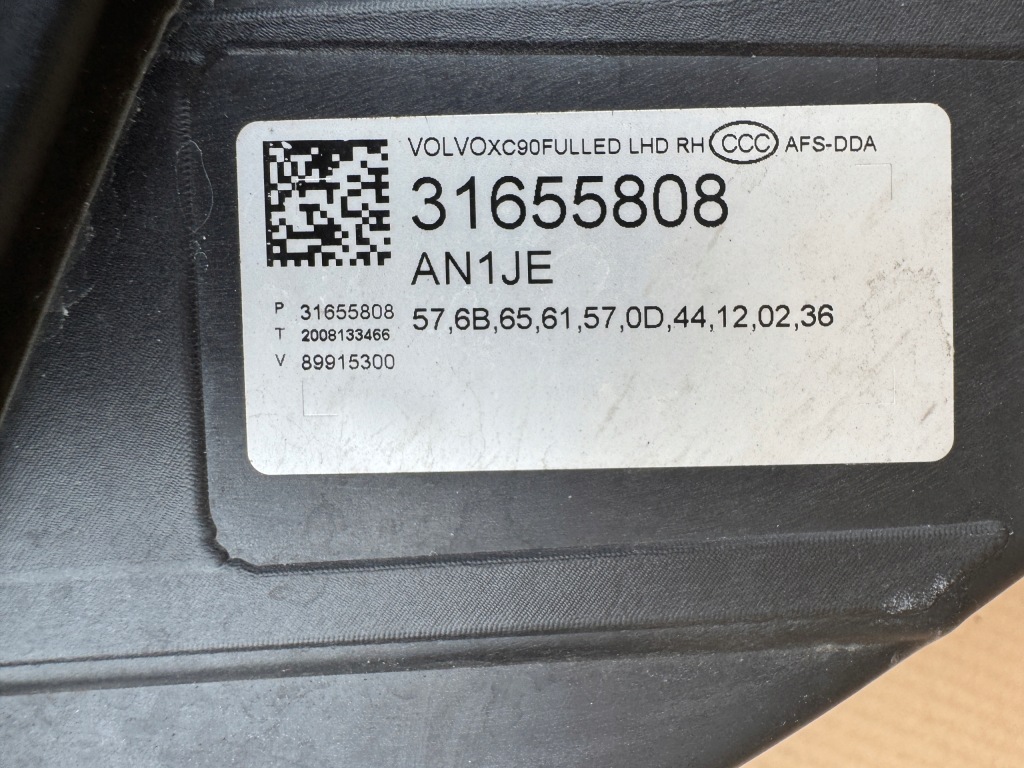 VOLVOXC90FULLED LHD RH CCC AFS-DDA
31655808
AN1JE
P 31655808
57,6B,65,61,57,0D,44,12,02,36
T 2008133466
V 89915300